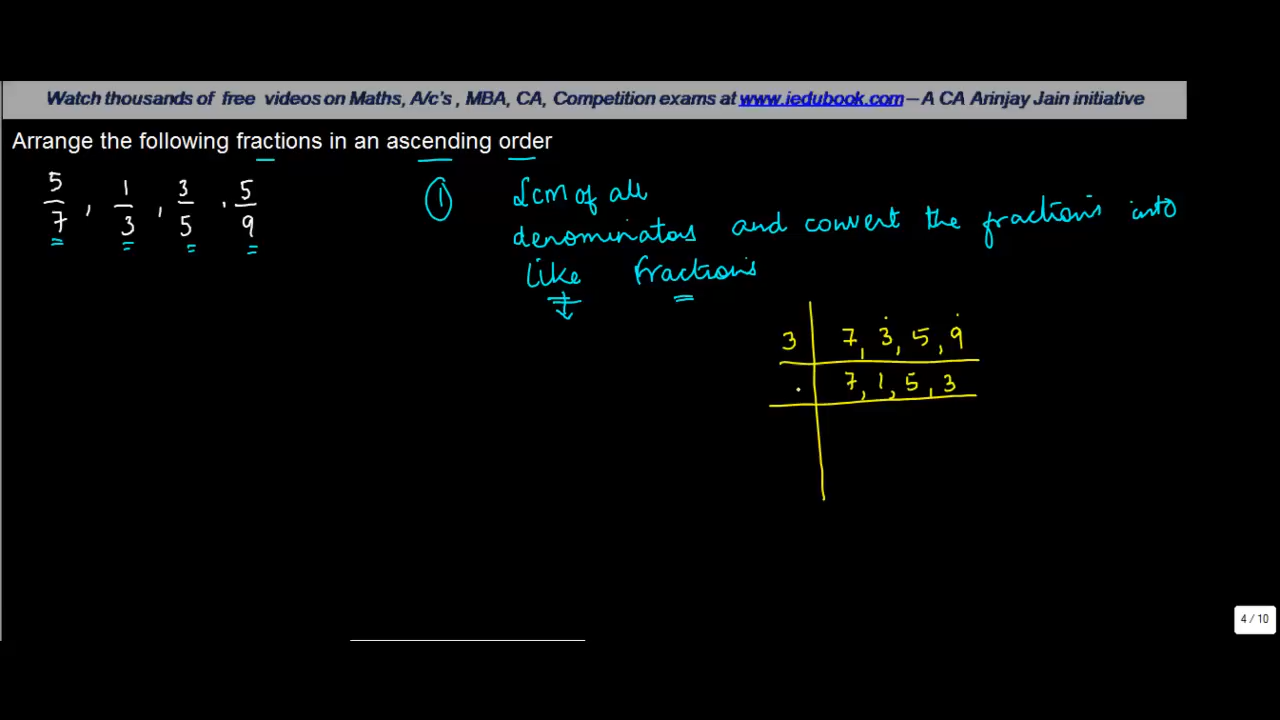 Watch thousands of free videos on Maths, A/c's , MBA, CA, Competition exams at www.iedubook.com – A CA Arinjay Jain initiative
Arrange the following fractions in an ascending order
5/7 , 1/3 , 3/5 , 5/9
1 Lcm of all
denominators and convert the fractions into
like fractions
3 7, 3, 5, 9
7, 1, 5, 3
4 / 10